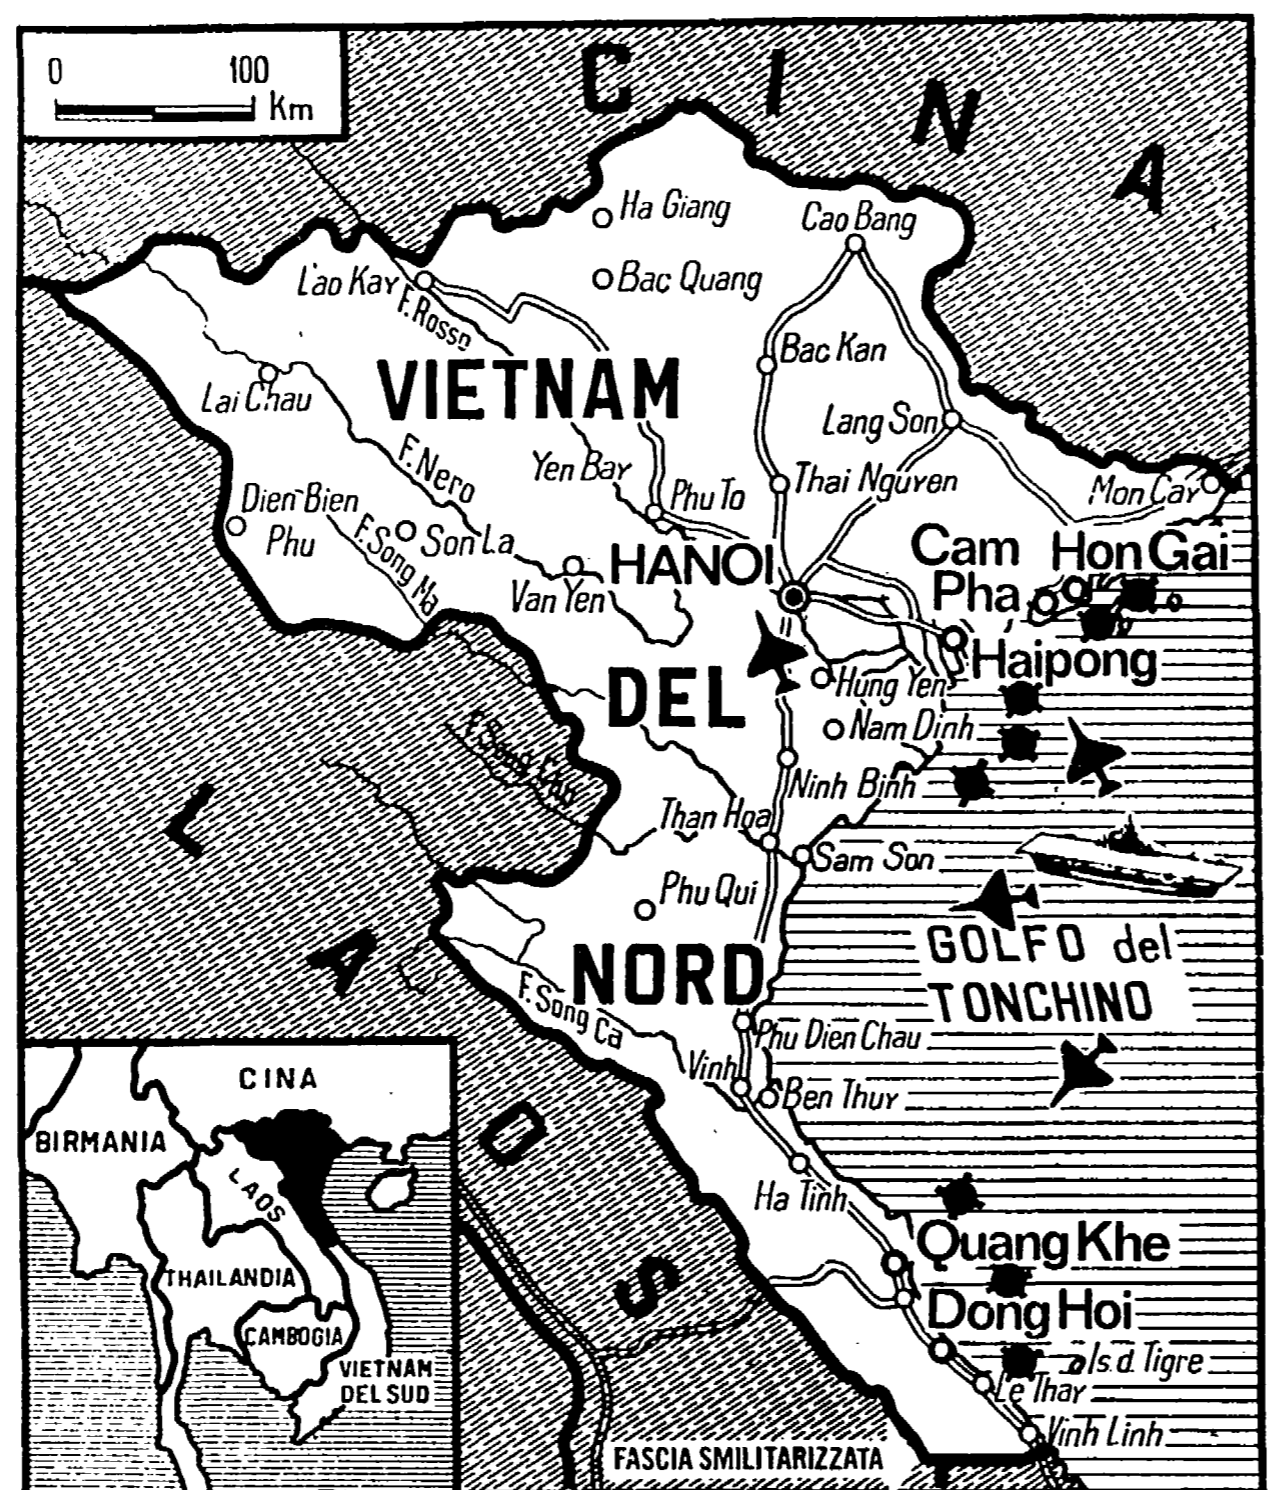 0 100
Km
CINA
Ha Giang
Cao Bang
Lao Kay
Bac Quang
F. Rosso
Bac Kan
VIETNAM
Lai Chau
Lang Son
F. Nero
Yen Bay
Thai Nguyen
Mon Cay
Dien Bien
Phu
Phu To
F. Song Ma
Son La
HANOI
Cam
Pha
Hon Gai
Van Yen
Haipong
Hung Yen
DEL
Nam Dinh
F. Song Chu
Ninh Binh
Than Hoa
Sam Son
LAOS
Phu Qui
GOLFO del
TONCHINO
NORD
F. Song Ca
Phu Dien Chau
Vinh
Ben Thuy
Ha Tinh
Quang Khe
Dong Hoi
Is. d. Tigre
Le Thay
Vinh Linh
FASCIA SMILITARIZZATA
CINA
BIRMANIA
LAOS
THAILANDIA
CAMBOGIA
VIETNAM
DEL SUD